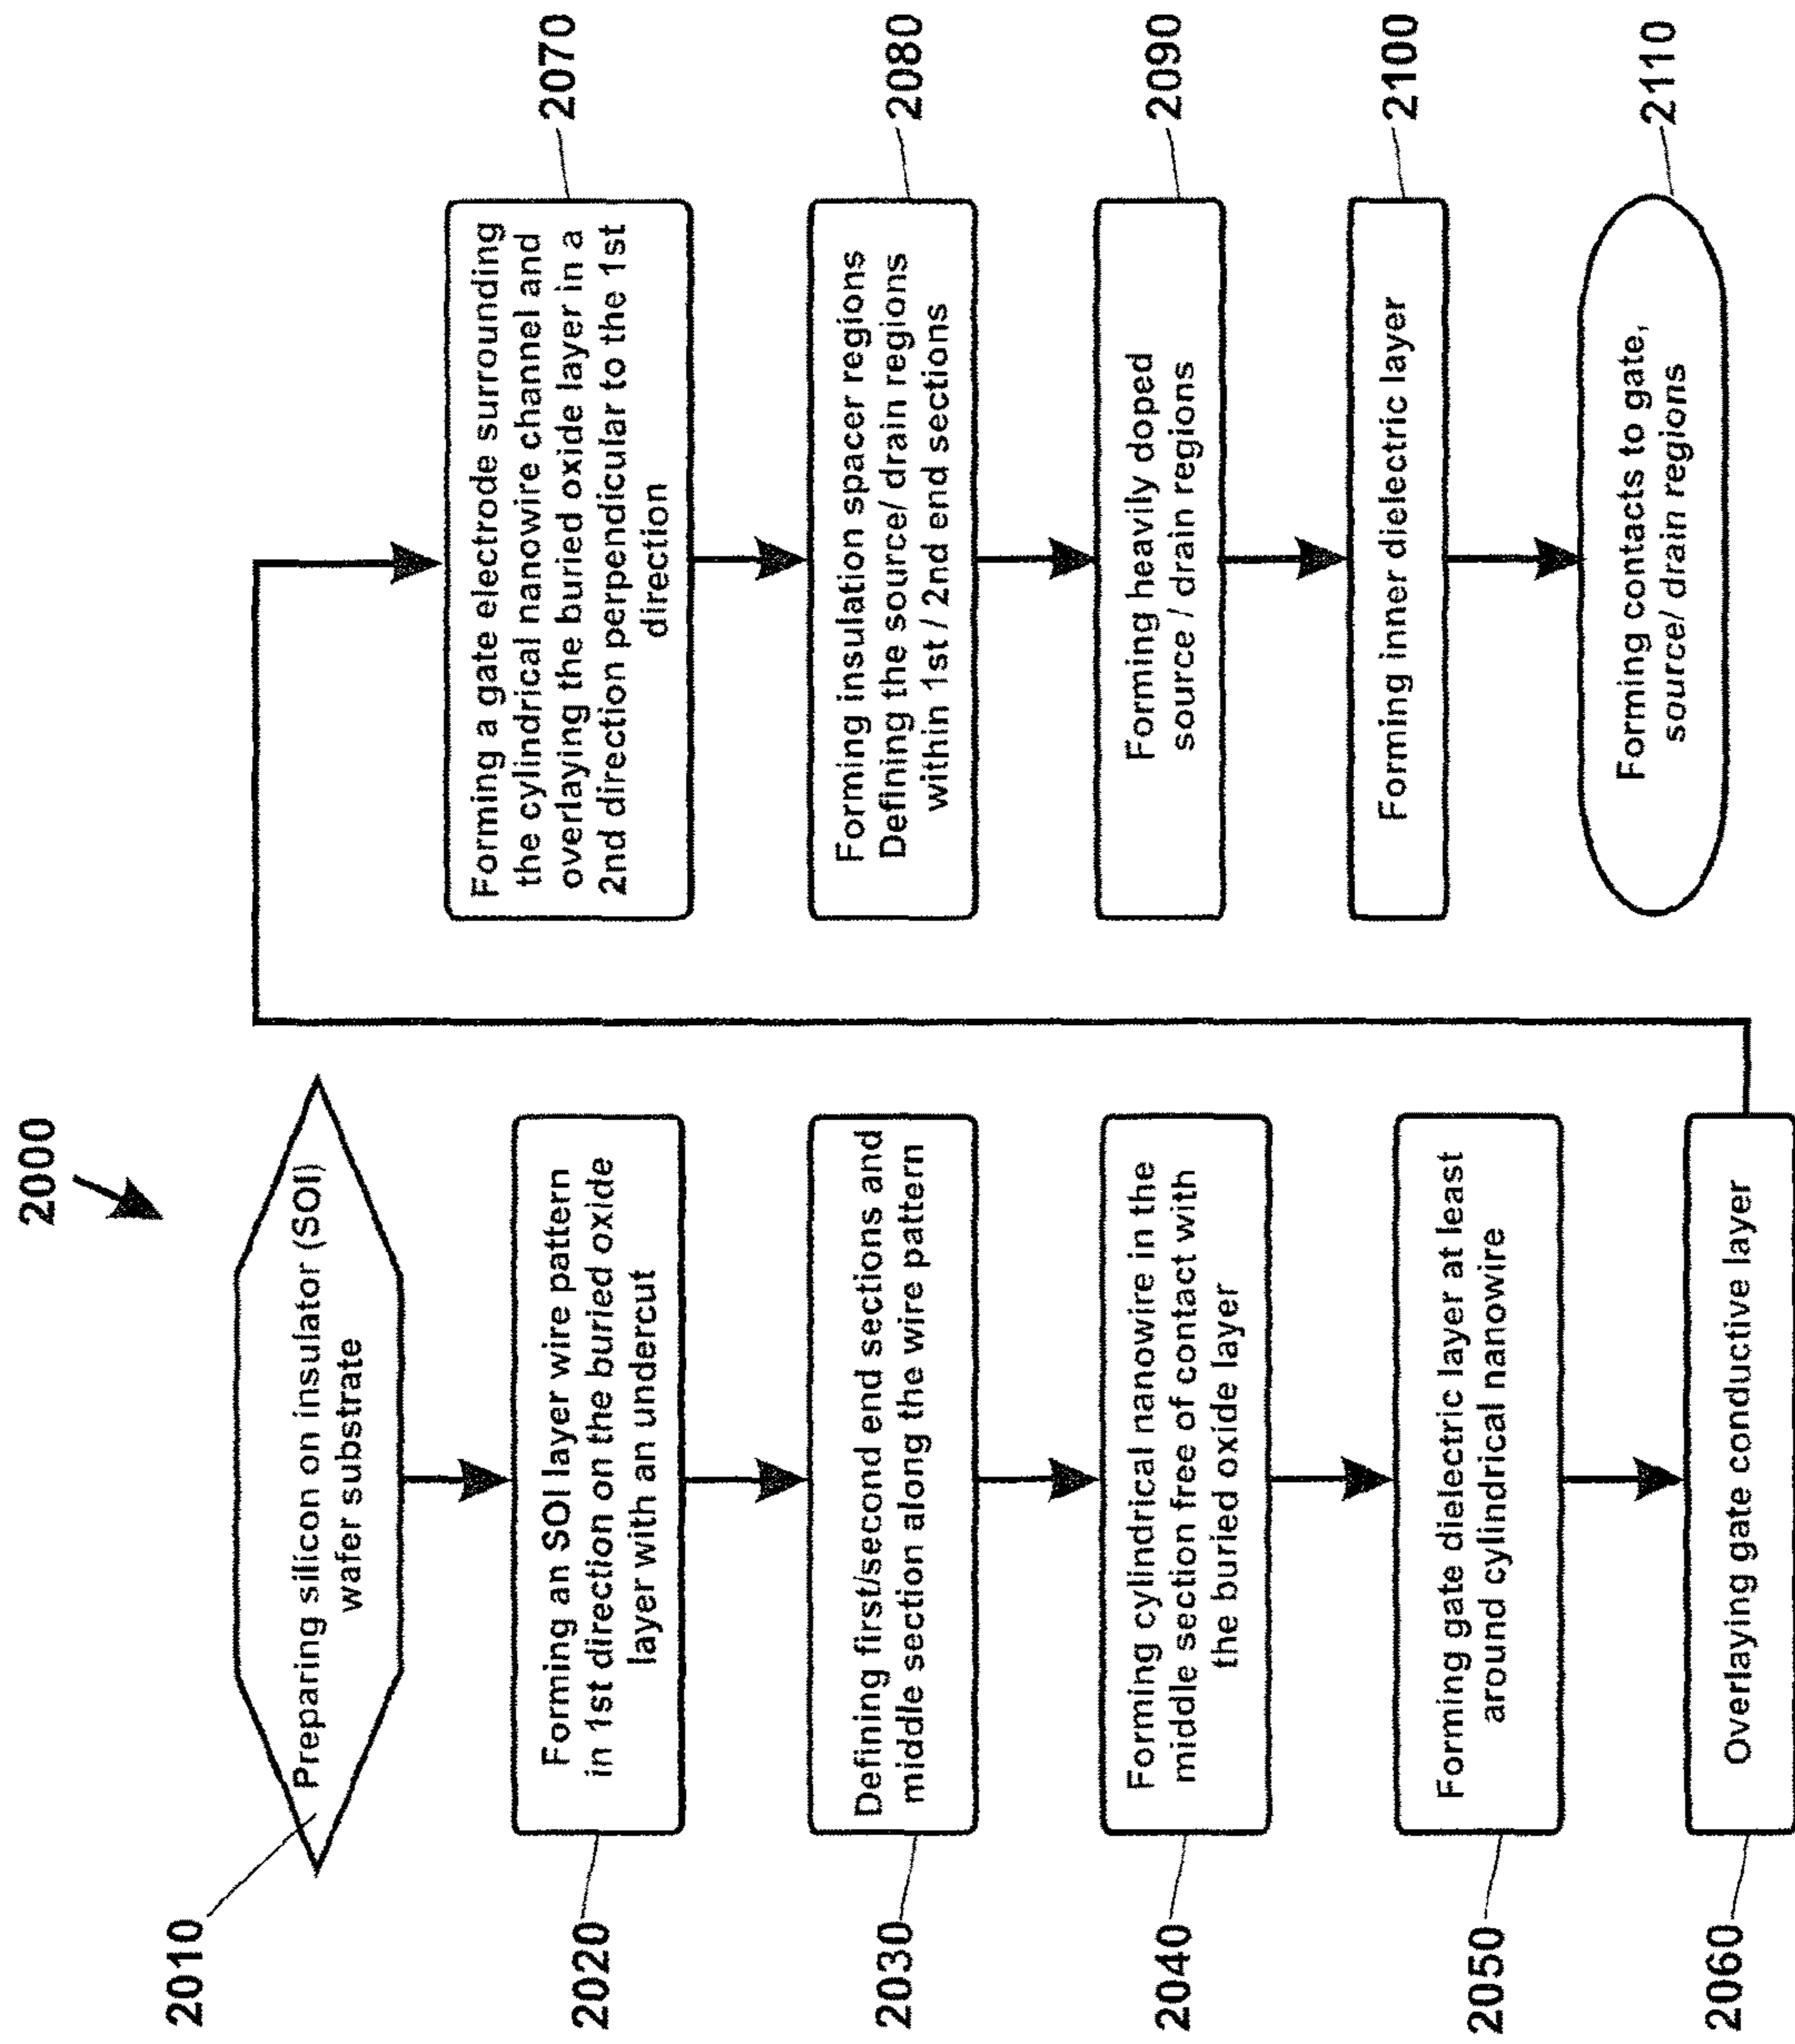 2000
2010
Preparing silicon on insulator (SOI)
wafer substrate
2020
Forming an SOI layer wire pattern
in 1st direction on the buried oxide
layer with an undercut
2030
Defining first/second end sections and
middle section along the wire pattern
2040
Forming cylindrical nanowire in the
middle section free of contact with
the buried oxide layer
2050
Forming gate dielectric layer at least
around cylindrical nanowire
2060
Overlaying gate conductive layer
2070
Forming a gate electrode surrounding
the cylindrical nanowire channel and
overlaying the buried oxide layer in a
2nd direction perpendicular to the 1st
direction
2080
Forming insulation spacer regions
Defining the source/ drain regions
within 1st / 2nd end sections
2090
Forming heavily doped
source / drain regions
2100
Forming inner dielectric layer
2110
Forming contacts to gate,
source/ drain regions